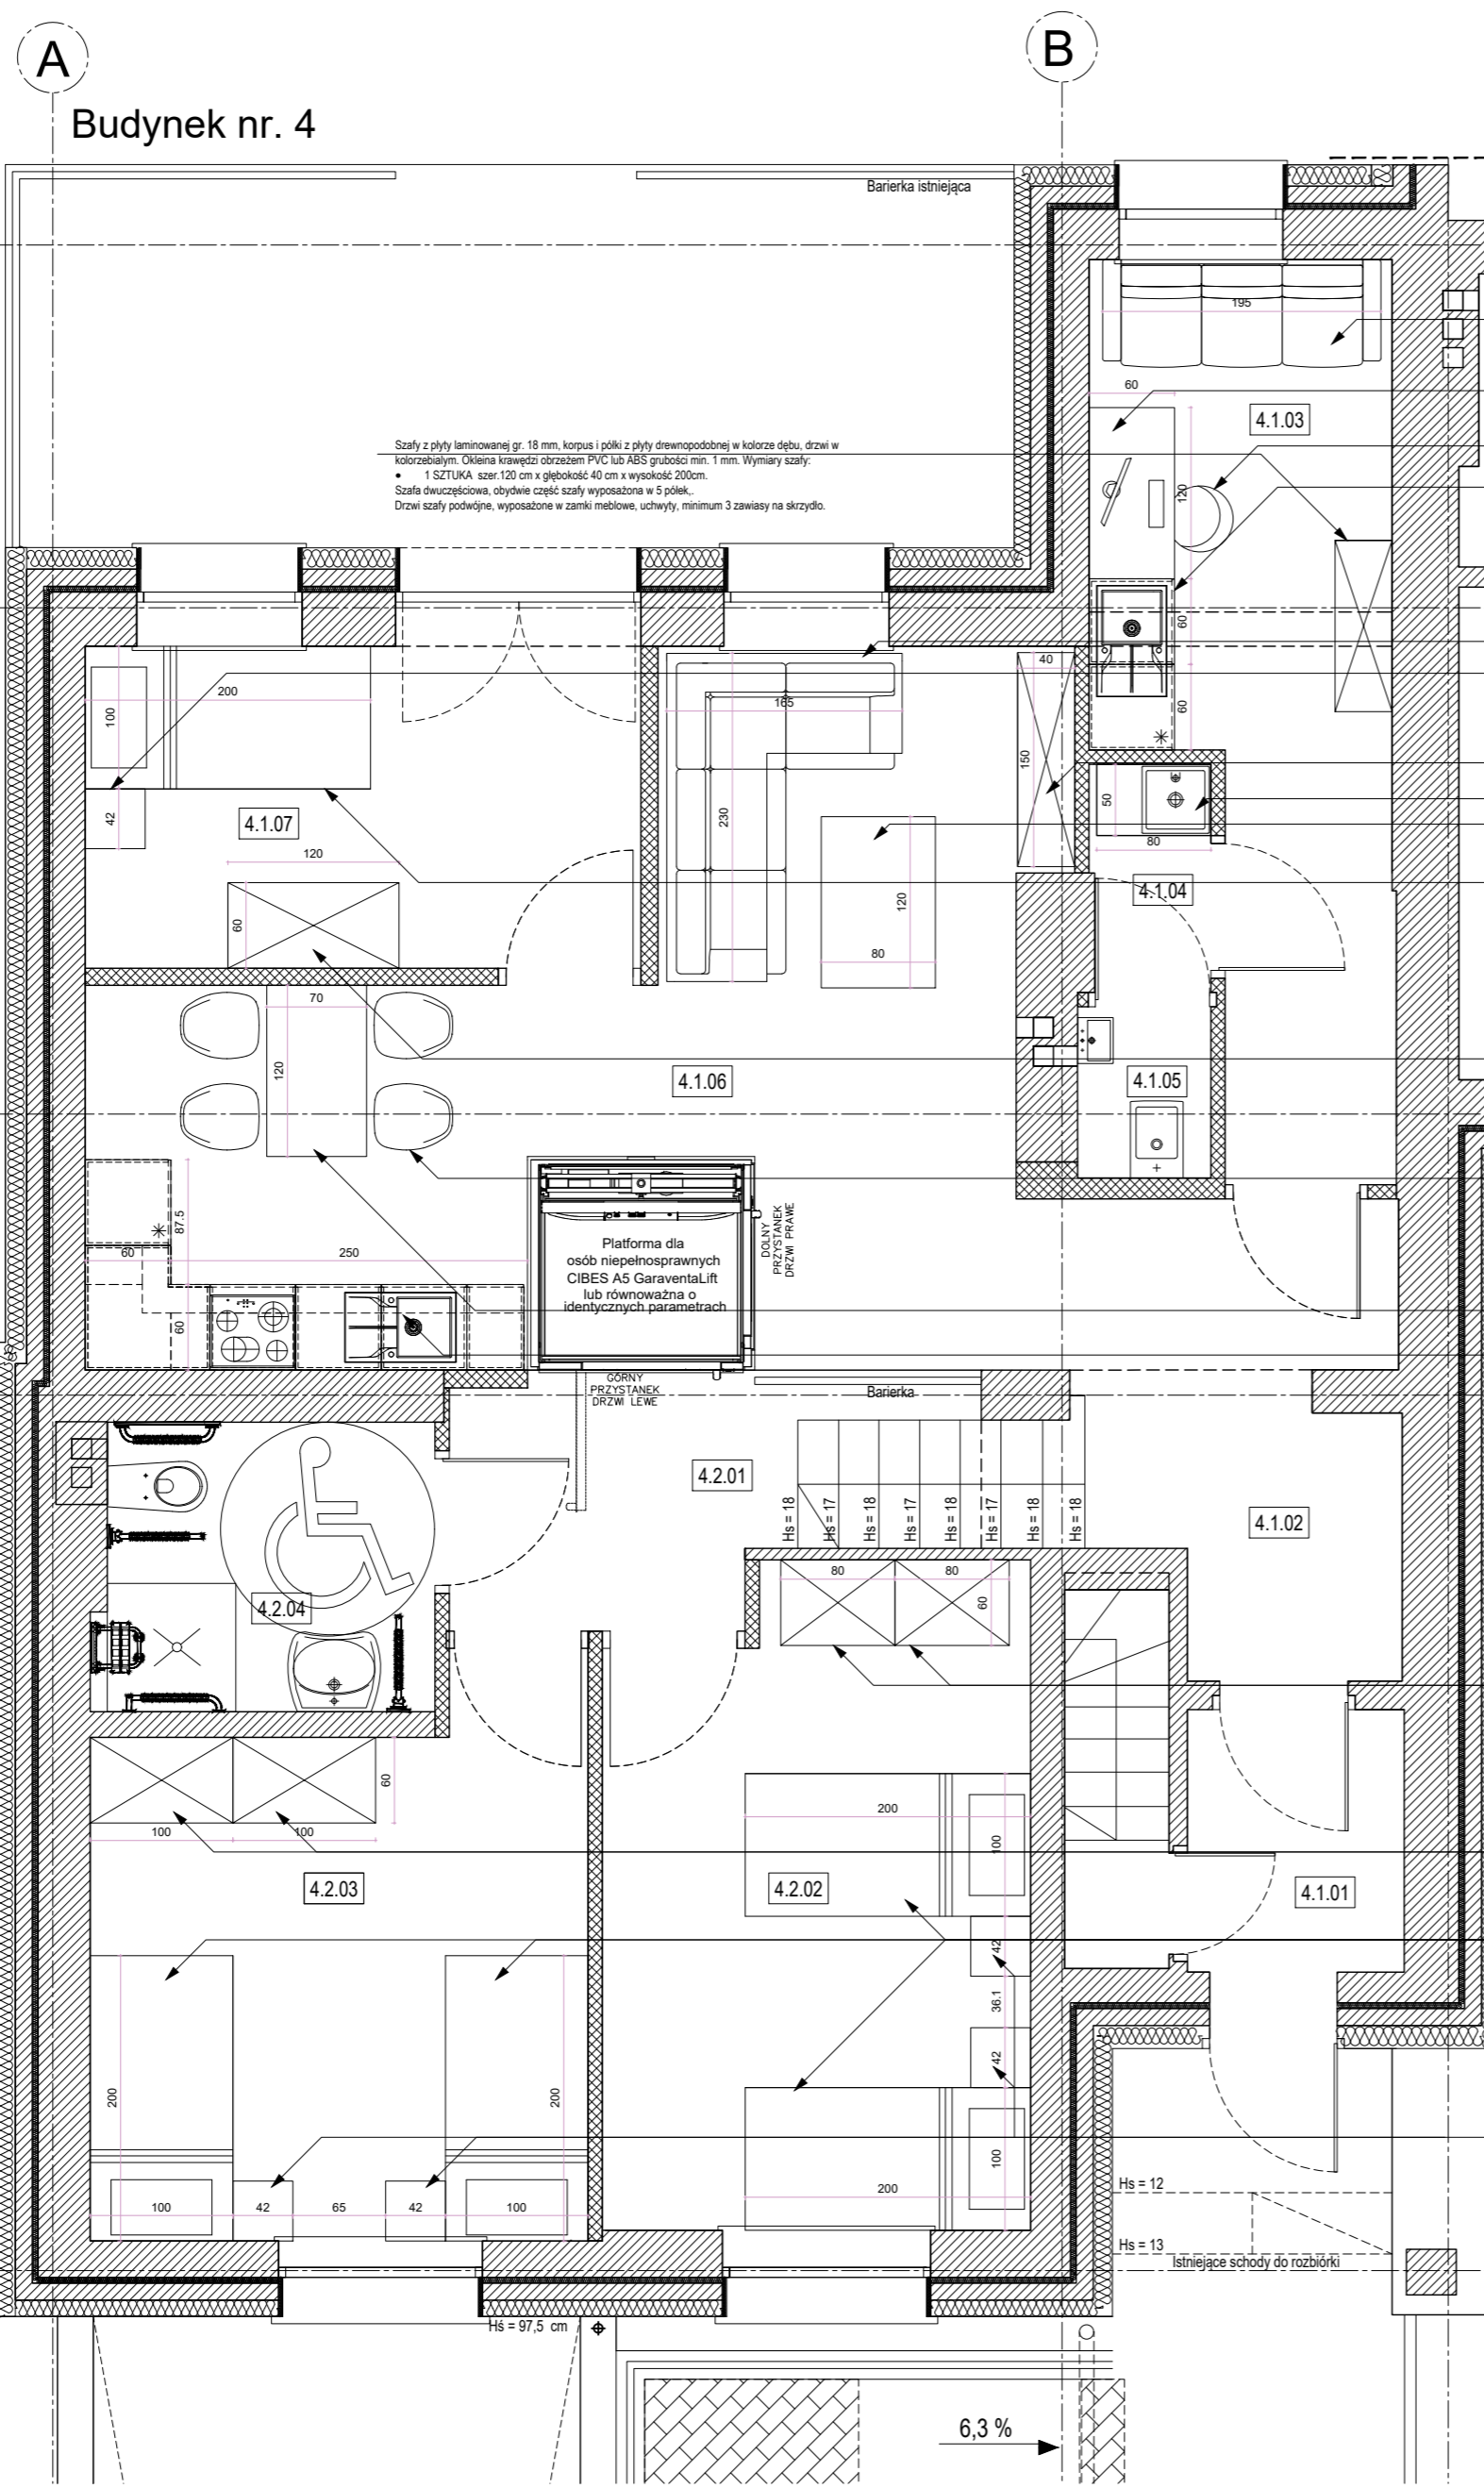 A
B
Budynek nr. 4
Barierka istniejąca
195
60
4.1.03
Szafy z płyty laminowanej gr. 18 mm, korpus i półki z płyty drewnopodobnej w kolorze dębu, drzwi w
kolorzebiałym. Okleina krawędzi obrzeżem PVC lub ABS grubości min. 1 mm. Wymiary szafy:
• 1 SZTUKA szer.120 cm x głębokość 40 cm x wysokość 200cm.
Szafa dwuczęściowa, obydwie część szafy wyposażona w 5 półek,.
Drzwi szafy podwójne, wyposażone w zamki meblowe, uchwyty, minimum 3 zawiasy na skrzydło.
120
60
60
200
100
42
4.1.07
120
60
165
230
40
150
120
80
50
80
4.1.04
70
120
4.1.06
4.1.05
87.5
60
250
60
Platforma dla
osób niepełnosprawnych
CIBES A5 GaraventaLift
lub równoważna o
identycznych parametrach
DOLNY
PRZYSTANEK
DRZWI PRAWE
GÓRNY
PRZYSTANEK
DRZWI LEWE
Barierka
4.2.01
Hs = 18
Hs = 17
Hs = 18
Hs = 17
Hs = 18
Hs = 17
Hs = 18
Hs = 18
4.1.02
80
80
60
4.2.04
60
100
100
4.2.03
200
100
4.2.02
4.1.01
42
36.1
42
200
200
100
200
100
42
65
42
100
Hs = 12
Hs = 13
Istniejące schody do rozbiórki
Hś = 97,5 cm
6,3 %